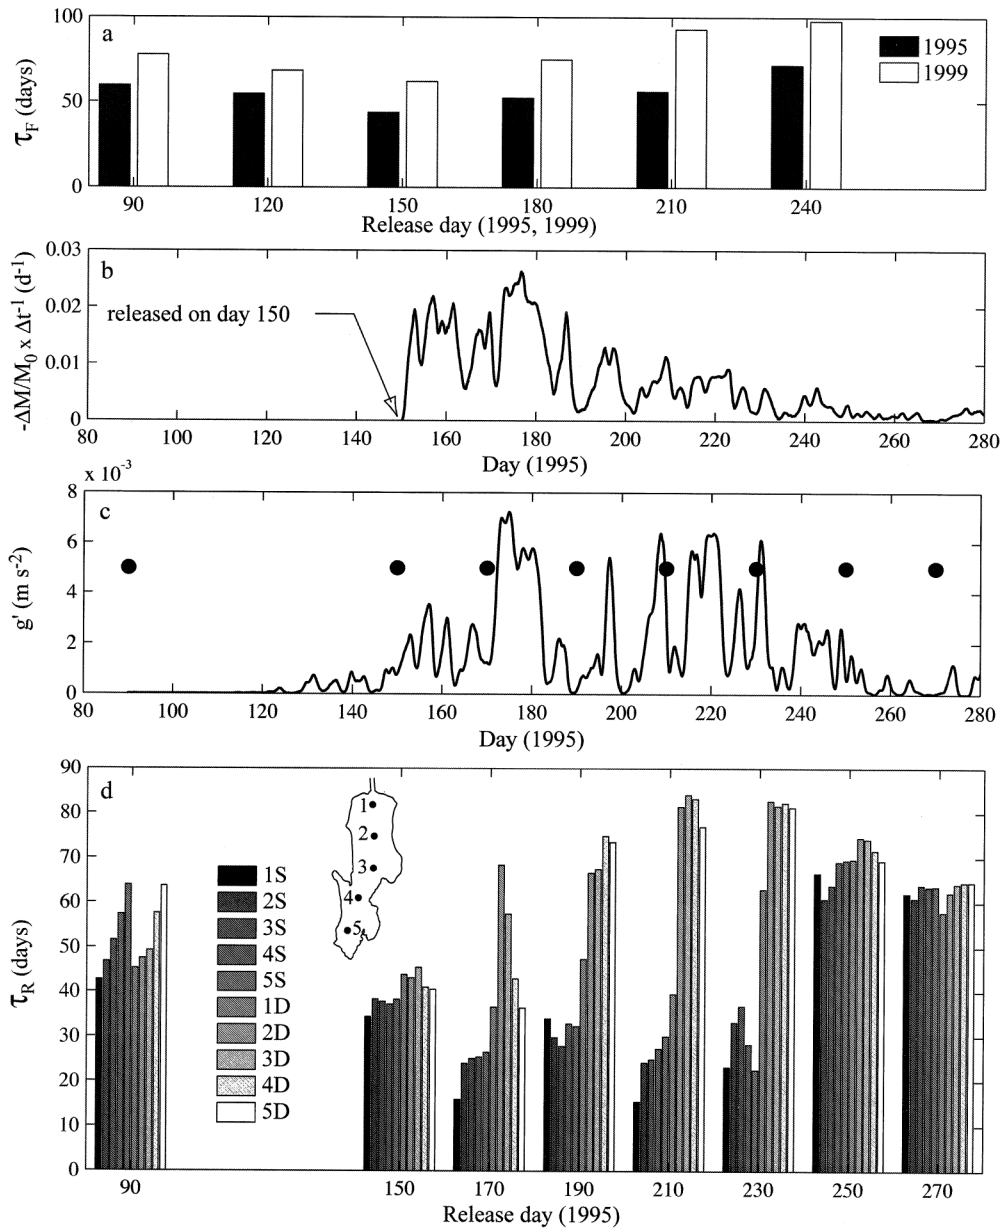 a
100
50
0
τF (days)
1995
1999
90 120 150 180 210 240
Release day (1995, 1999)
b
0.03
0.02
0.01
0
-ΔM/M0 x Δt-1 (d-1)
released on day 150
80 100 120 140 160 180 200 220 240 260 280
Day (1995)
x 10-3
c
8
6
4
2
0
g' (m s-2)
80 100 120 140 160 180 200 220 240 260 280
Day (1995)
d
90
80
70
60
50
40
30
20
10
0
τR (days)
1
2
3
4
5
1S
2S
3S
4S
5S
1D
2D
3D
4D
5D
90 150 170 190 210 230 250 270
Release day (1995)